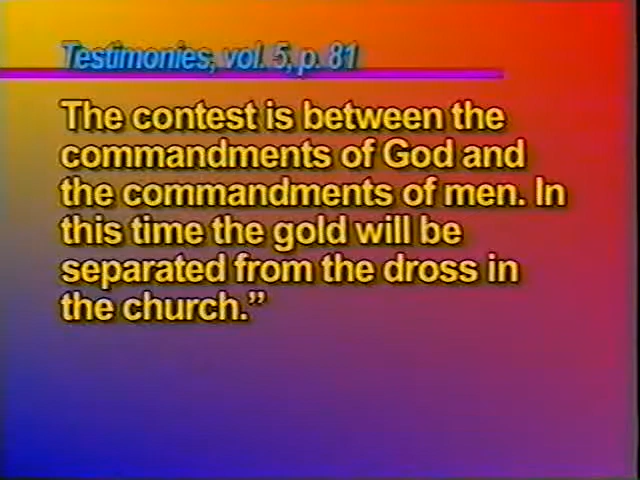 Testimonies, vol. 5, p. 81
The contest is between the
commandments of God and
the commandments of men. In
this time the gold will be
separated from the dross in
the church.”